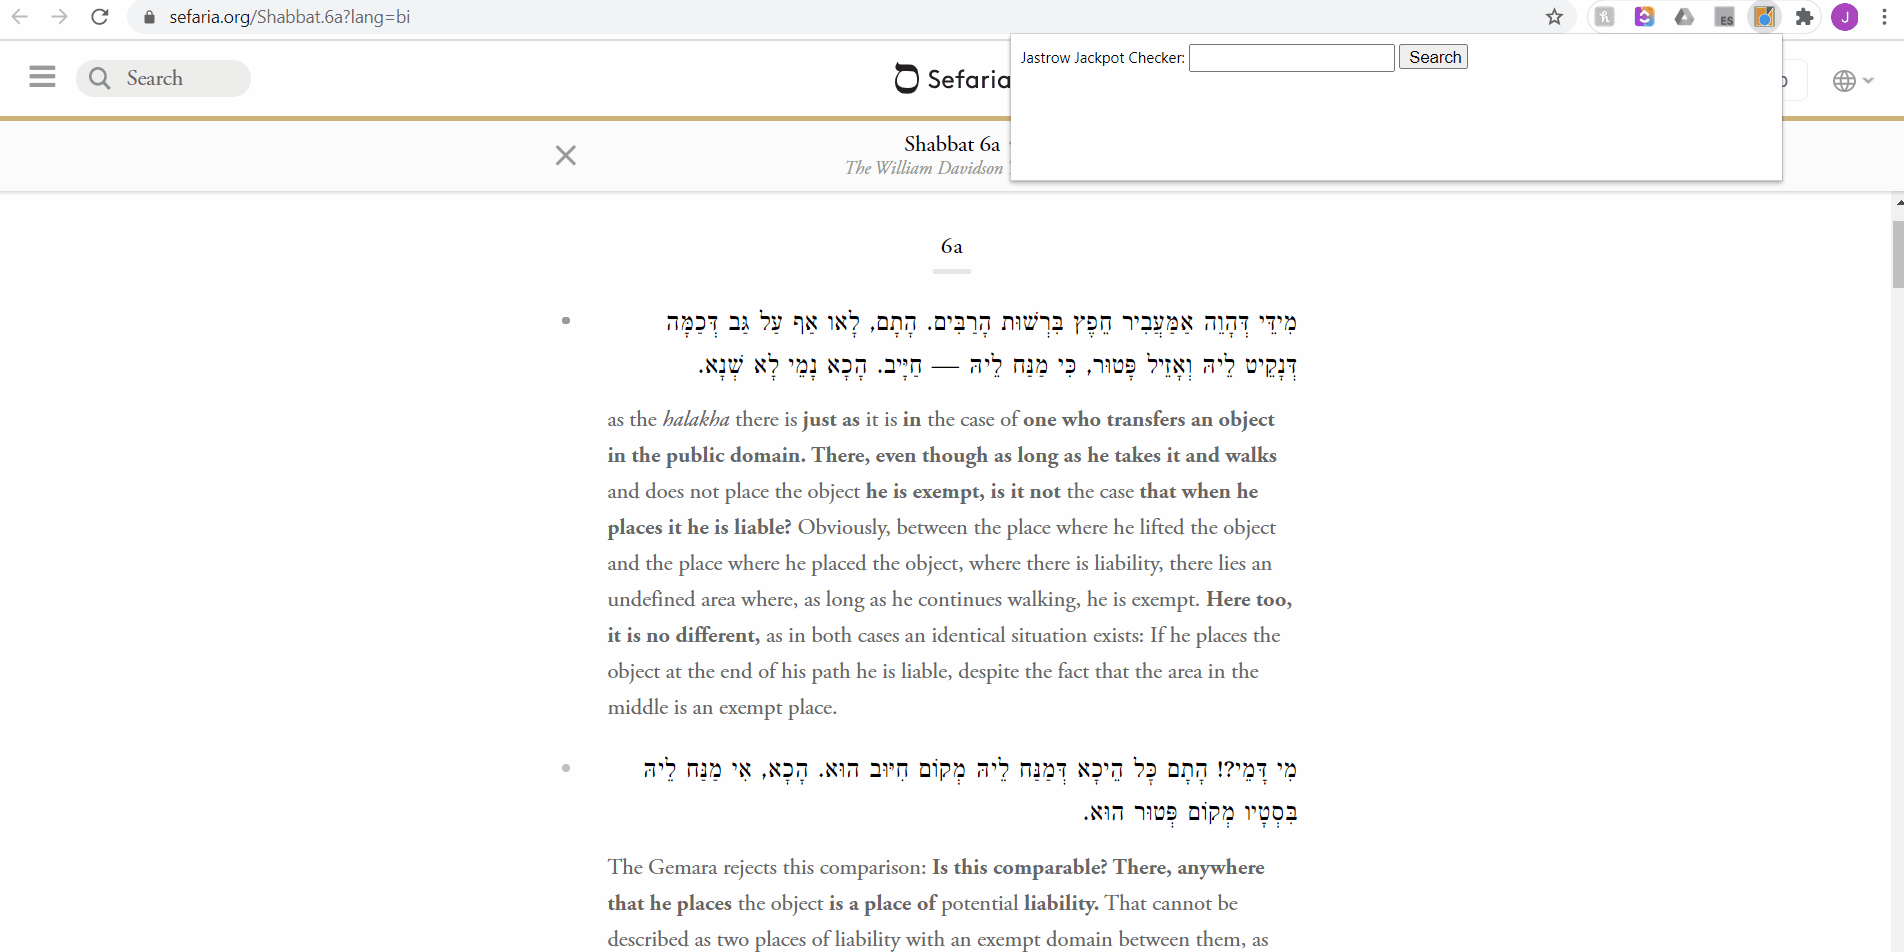 sefaria.org/Shabbat.6a?lang=bi
ES
J
Jastrow Jackpot Checker:
Search
Search
Sefaria
Shabbat 6a
The William Davidson
6a
מִידֵּי דְּהָוֵה אַמַּעֲבִיר חֵפֶץ בִּרְשׁוּת הָרַבִּים. הָתָם, לָאו אַף עַל גַּב דְּכַמָּה
דְּנָקֵיט לֵיהּ וְאָזֵיל פָּטוּר, כִּי מַנַּח לֵיהּ — חַיָּיב. הָכָא נָמֵי לָא שְׁנָא.
as the halakha there is just as it is in the case of one who transfers an object
in the public domain. There, even though as long as he takes it and walks
and does not place the object he is exempt, is it not the case that when he
places it he is liable? Obviously, between the place where he lifted the object
and the place where he placed the object, where there is liability, there lies an
undefined area where, as long as he continues walking, he is exempt. Here too,
it is no different, as in both cases an identical situation exists: If he places the
object at the end of his path he is liable, despite the fact that the area in the
middle is an exempt place.
מִי דָּמֵי?! הָתָם כָּל הֵיכָא דְּמַנַּח לֵיהּ מְקוֹם חִיּוּב הוּא. הָכָא, אִי מַנַּח לֵיהּ
בִּסְטָיו מְקוֹם פְּטוּר הוּא.
The Gemara rejects this comparison: Is this comparable? There, anywhere
that he places the object is a place of potential liability. That cannot be
described as two places of liability with an exempt domain between them, as